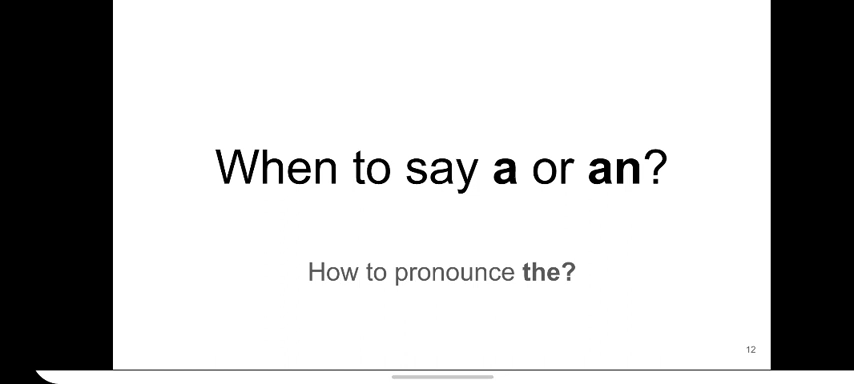 When to say a or an?
How to pronounce the?
12